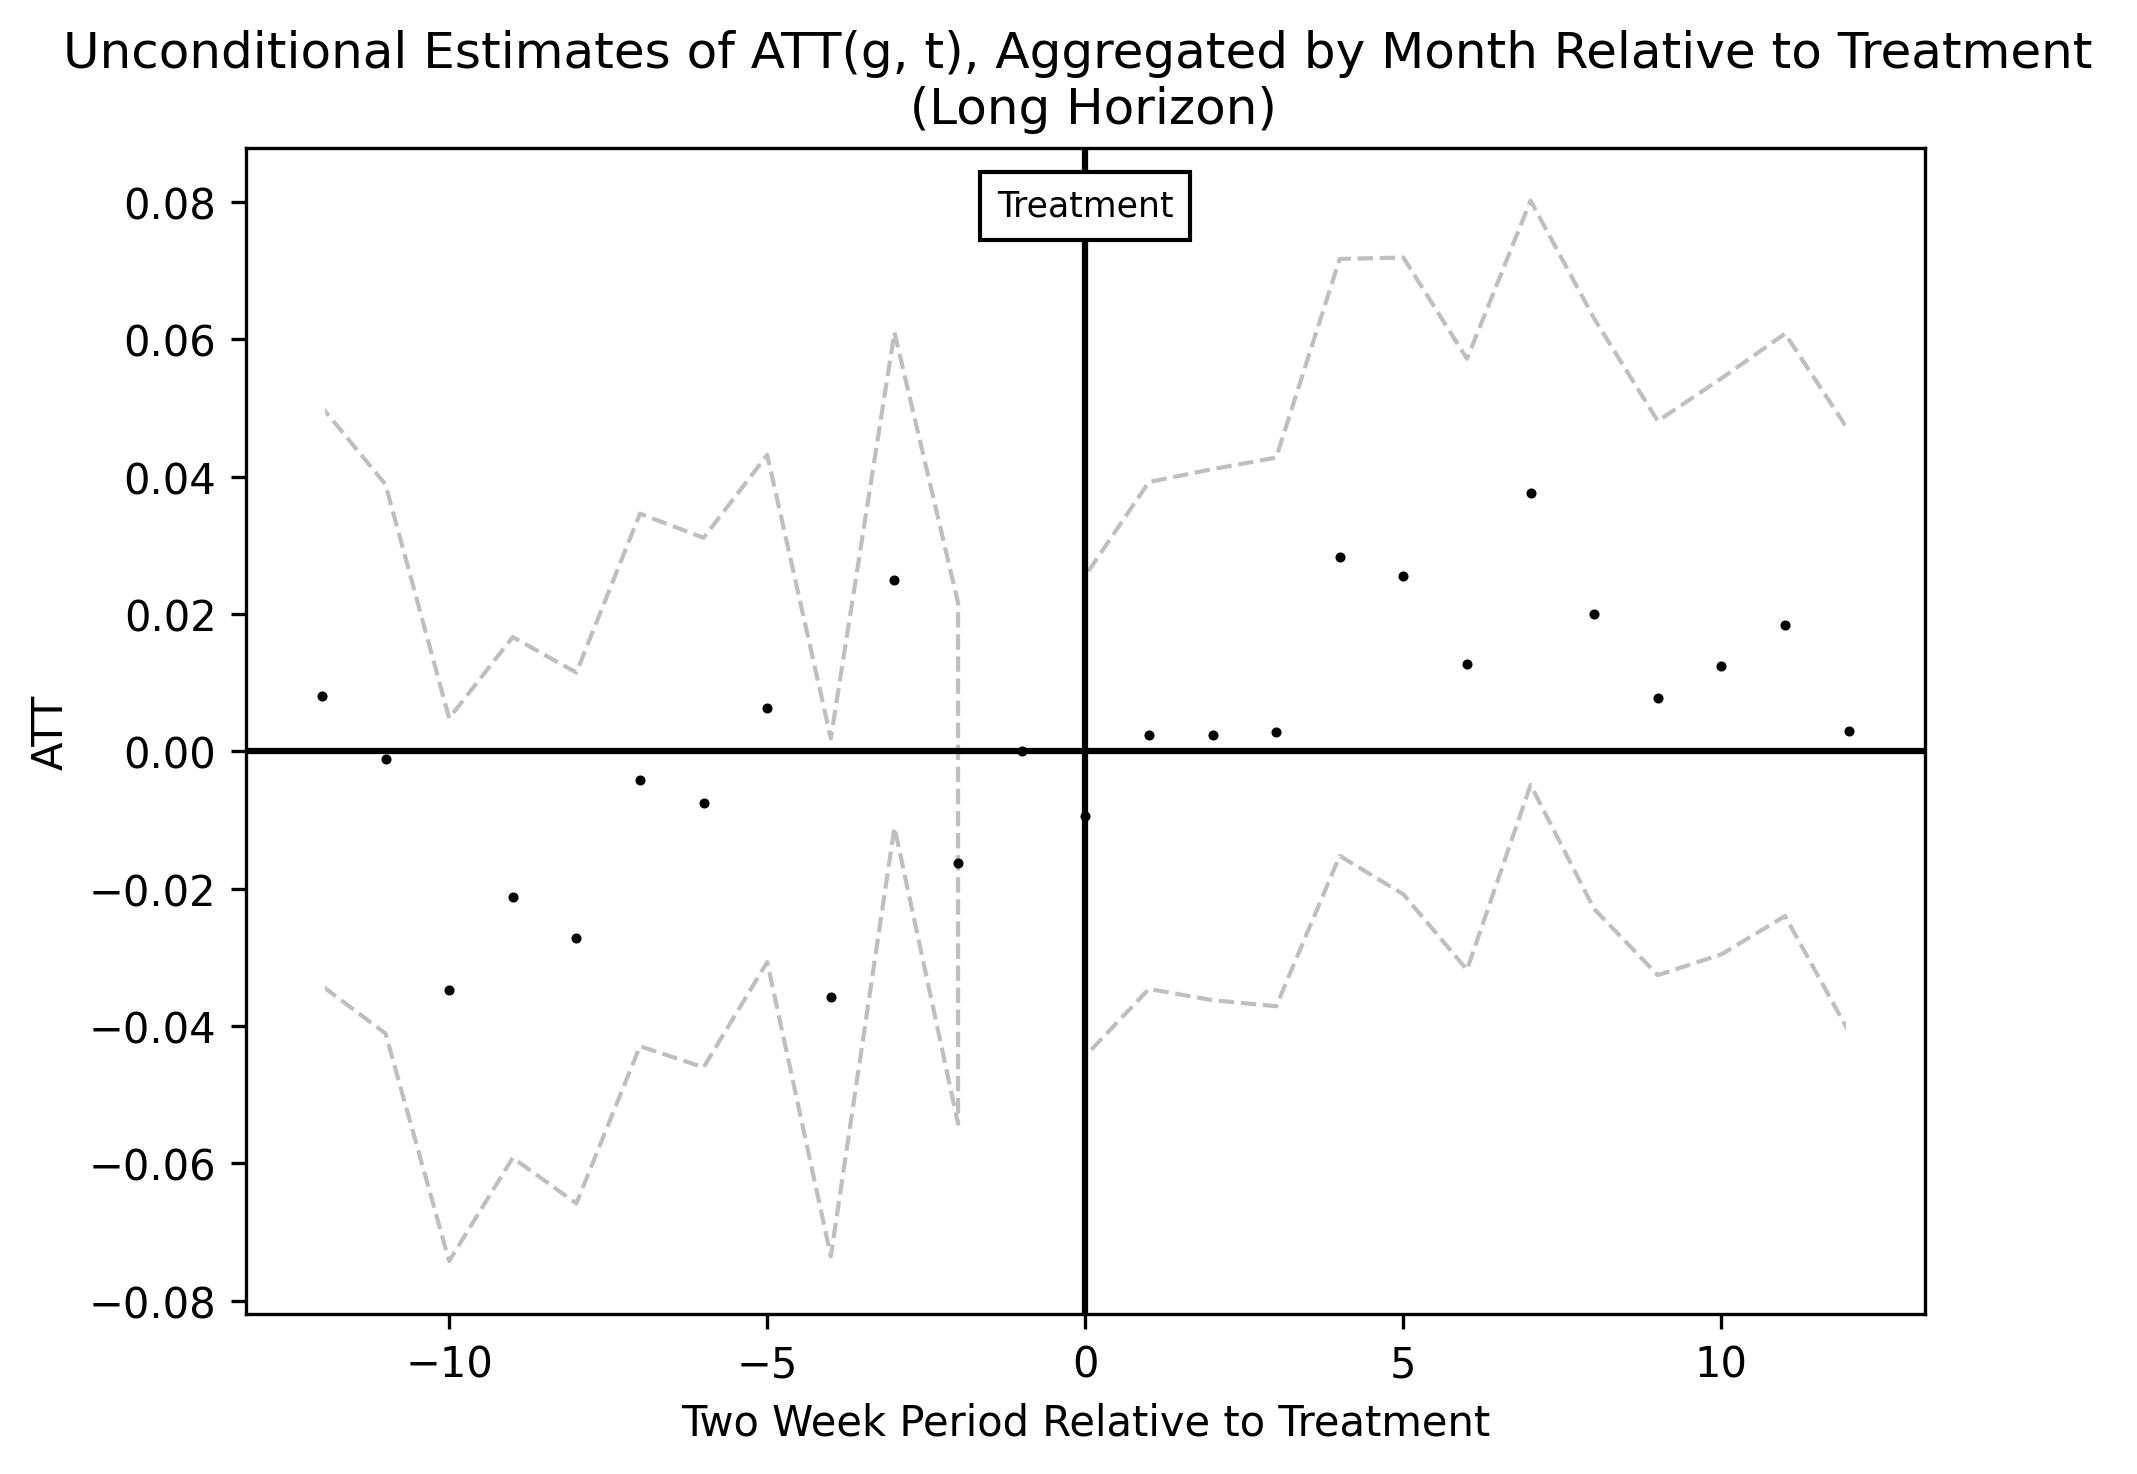 Unconditional Estimates of ATT(g, t), Aggregated by Month Relative to Treatment
(Long Horizon)
Treatment
0.08
0.06
0.04
0.02
0.00
−0.02
−0.04
−0.06
−0.08
ATT
−10
−5
0
5
10
Two Week Period Relative to Treatment